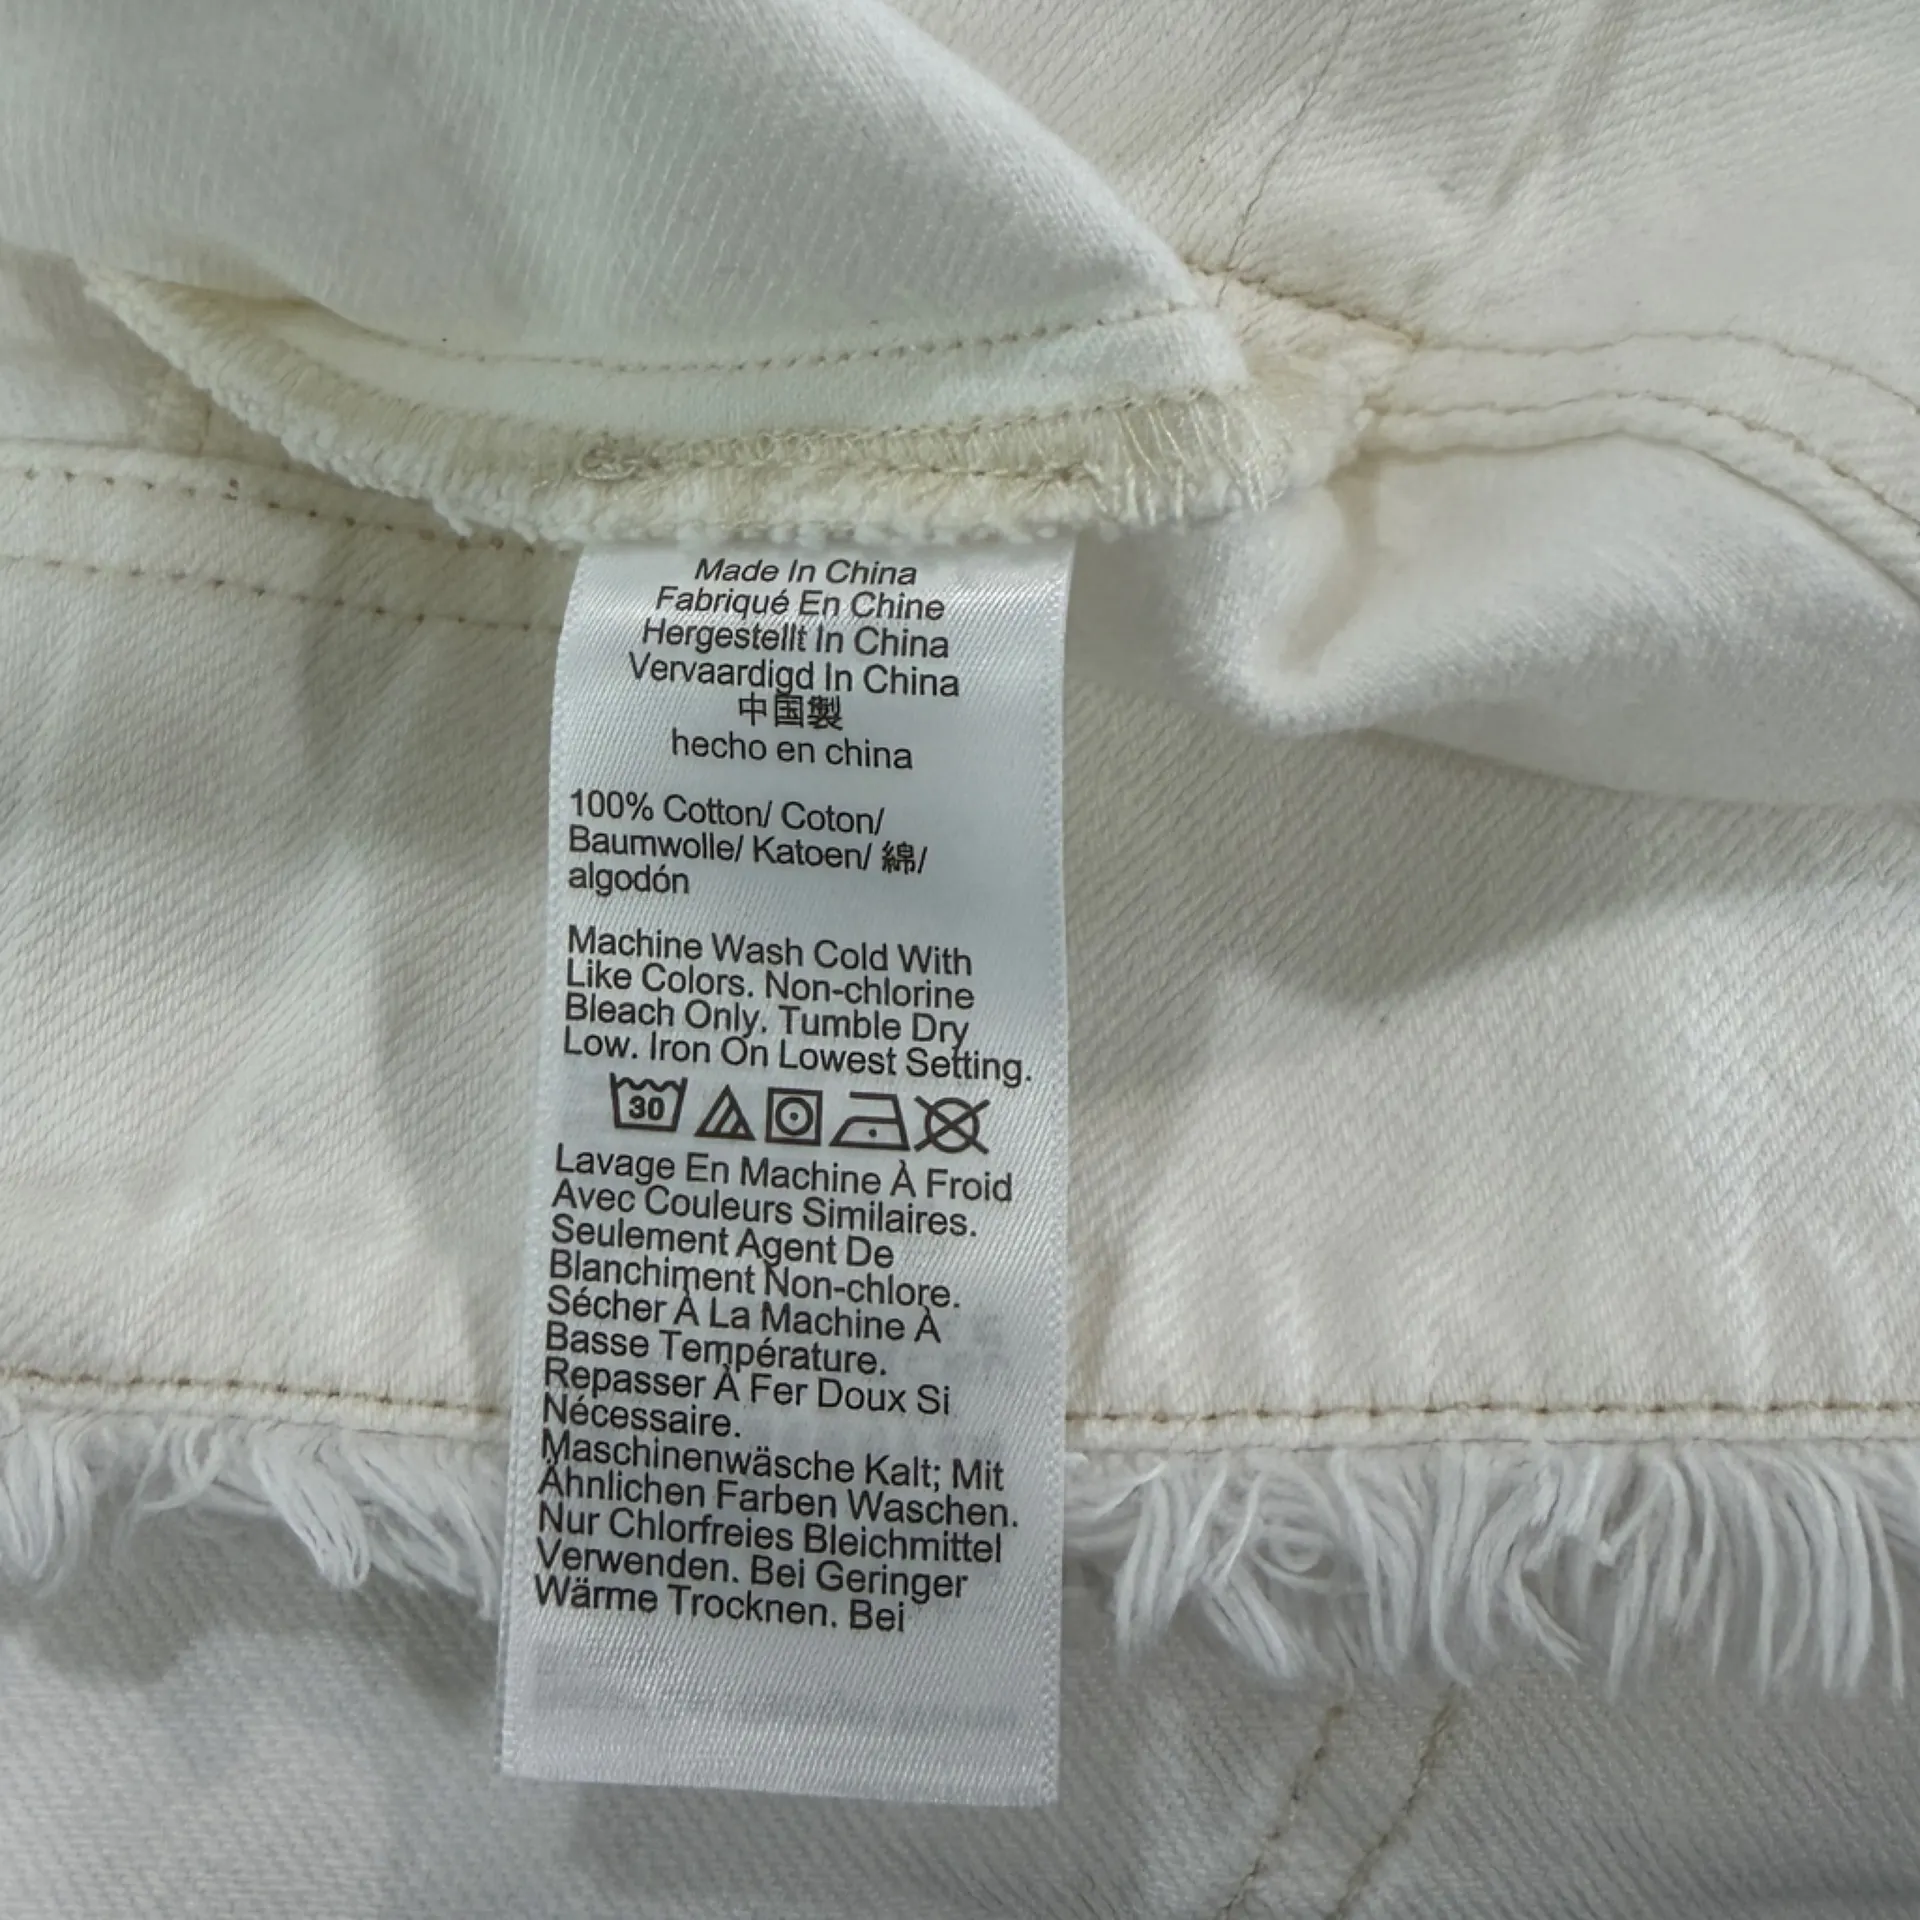 Made In China
Fabriqué En Chine
Hergestellt In China
Vervaardigd In China
中国製
hecho en china
100% Cotton/ Coton/
Baumwolle/ Katoen/ 綿/
algodón
Machine Wash Cold With
Like Colors. Non-chlorine
Bleach Only. Tumble Dry
Low. Iron On Lowest Setting.
30
Lavage En Machine À Froid
Avec Couleurs Similaires.
Seulement Agent De
Blanchiment Non-chlore.
Sécher À La Machine À
Basse Température.
Repasser À Fer Doux Si
Nécessaire.
Maschinenwäsche Kalt; Mit
Ähnlichen Farben Waschen.
Nur Chlorfreies Bleichmittel
Verwenden. Bei Geringer
Wärme Trocknen. Bei